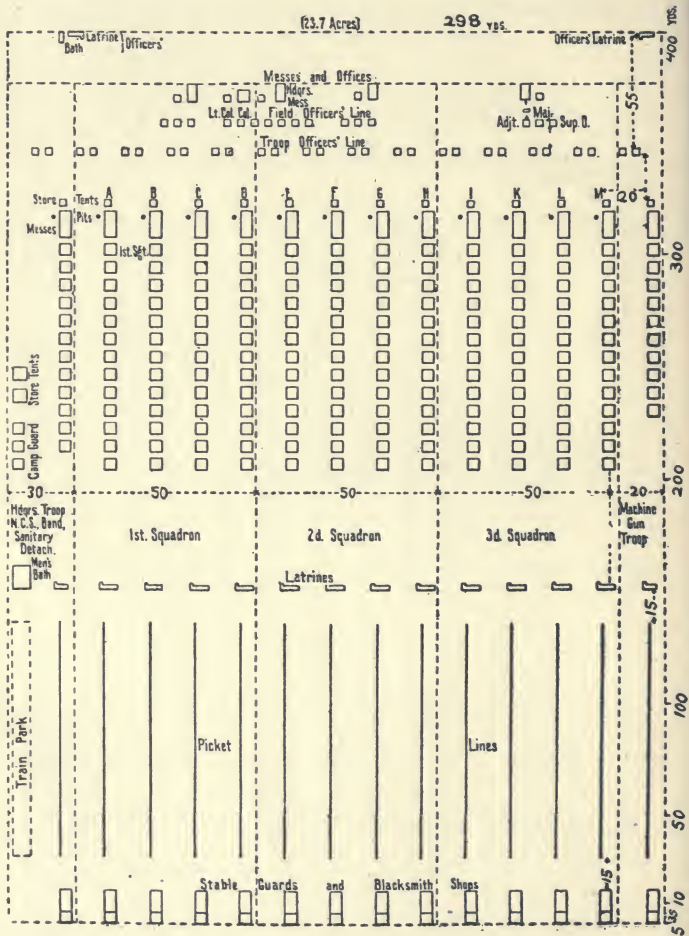 (23.7 Acres) 298 YDS.
Latrine Officers' Officers' Latrine
Bath
400 YDS.
Messes and Offices
Hdqrs.
Mess
55
Lt. Col. Col. Field Officers' Line Maj.
Adjt. Sup. O.
Troop Officers' Line
20
Store Tents A B C D E F G H I K L M
Pits
Messes
1st. Sgt.
300
Store Tents
Camp Guard
200
30 50 50 50 20
Hdqrs. Troop
N.C.S., Band,
Sanitary
Detach.
1st. Squadron 2d. Squadron 3d. Squadron
Machine
Gun
Troop
Men's
Bath
Latrines
15
Train Park
100
Picket Lines
50
15
Stable Guards and Blacksmith Shops
10
5